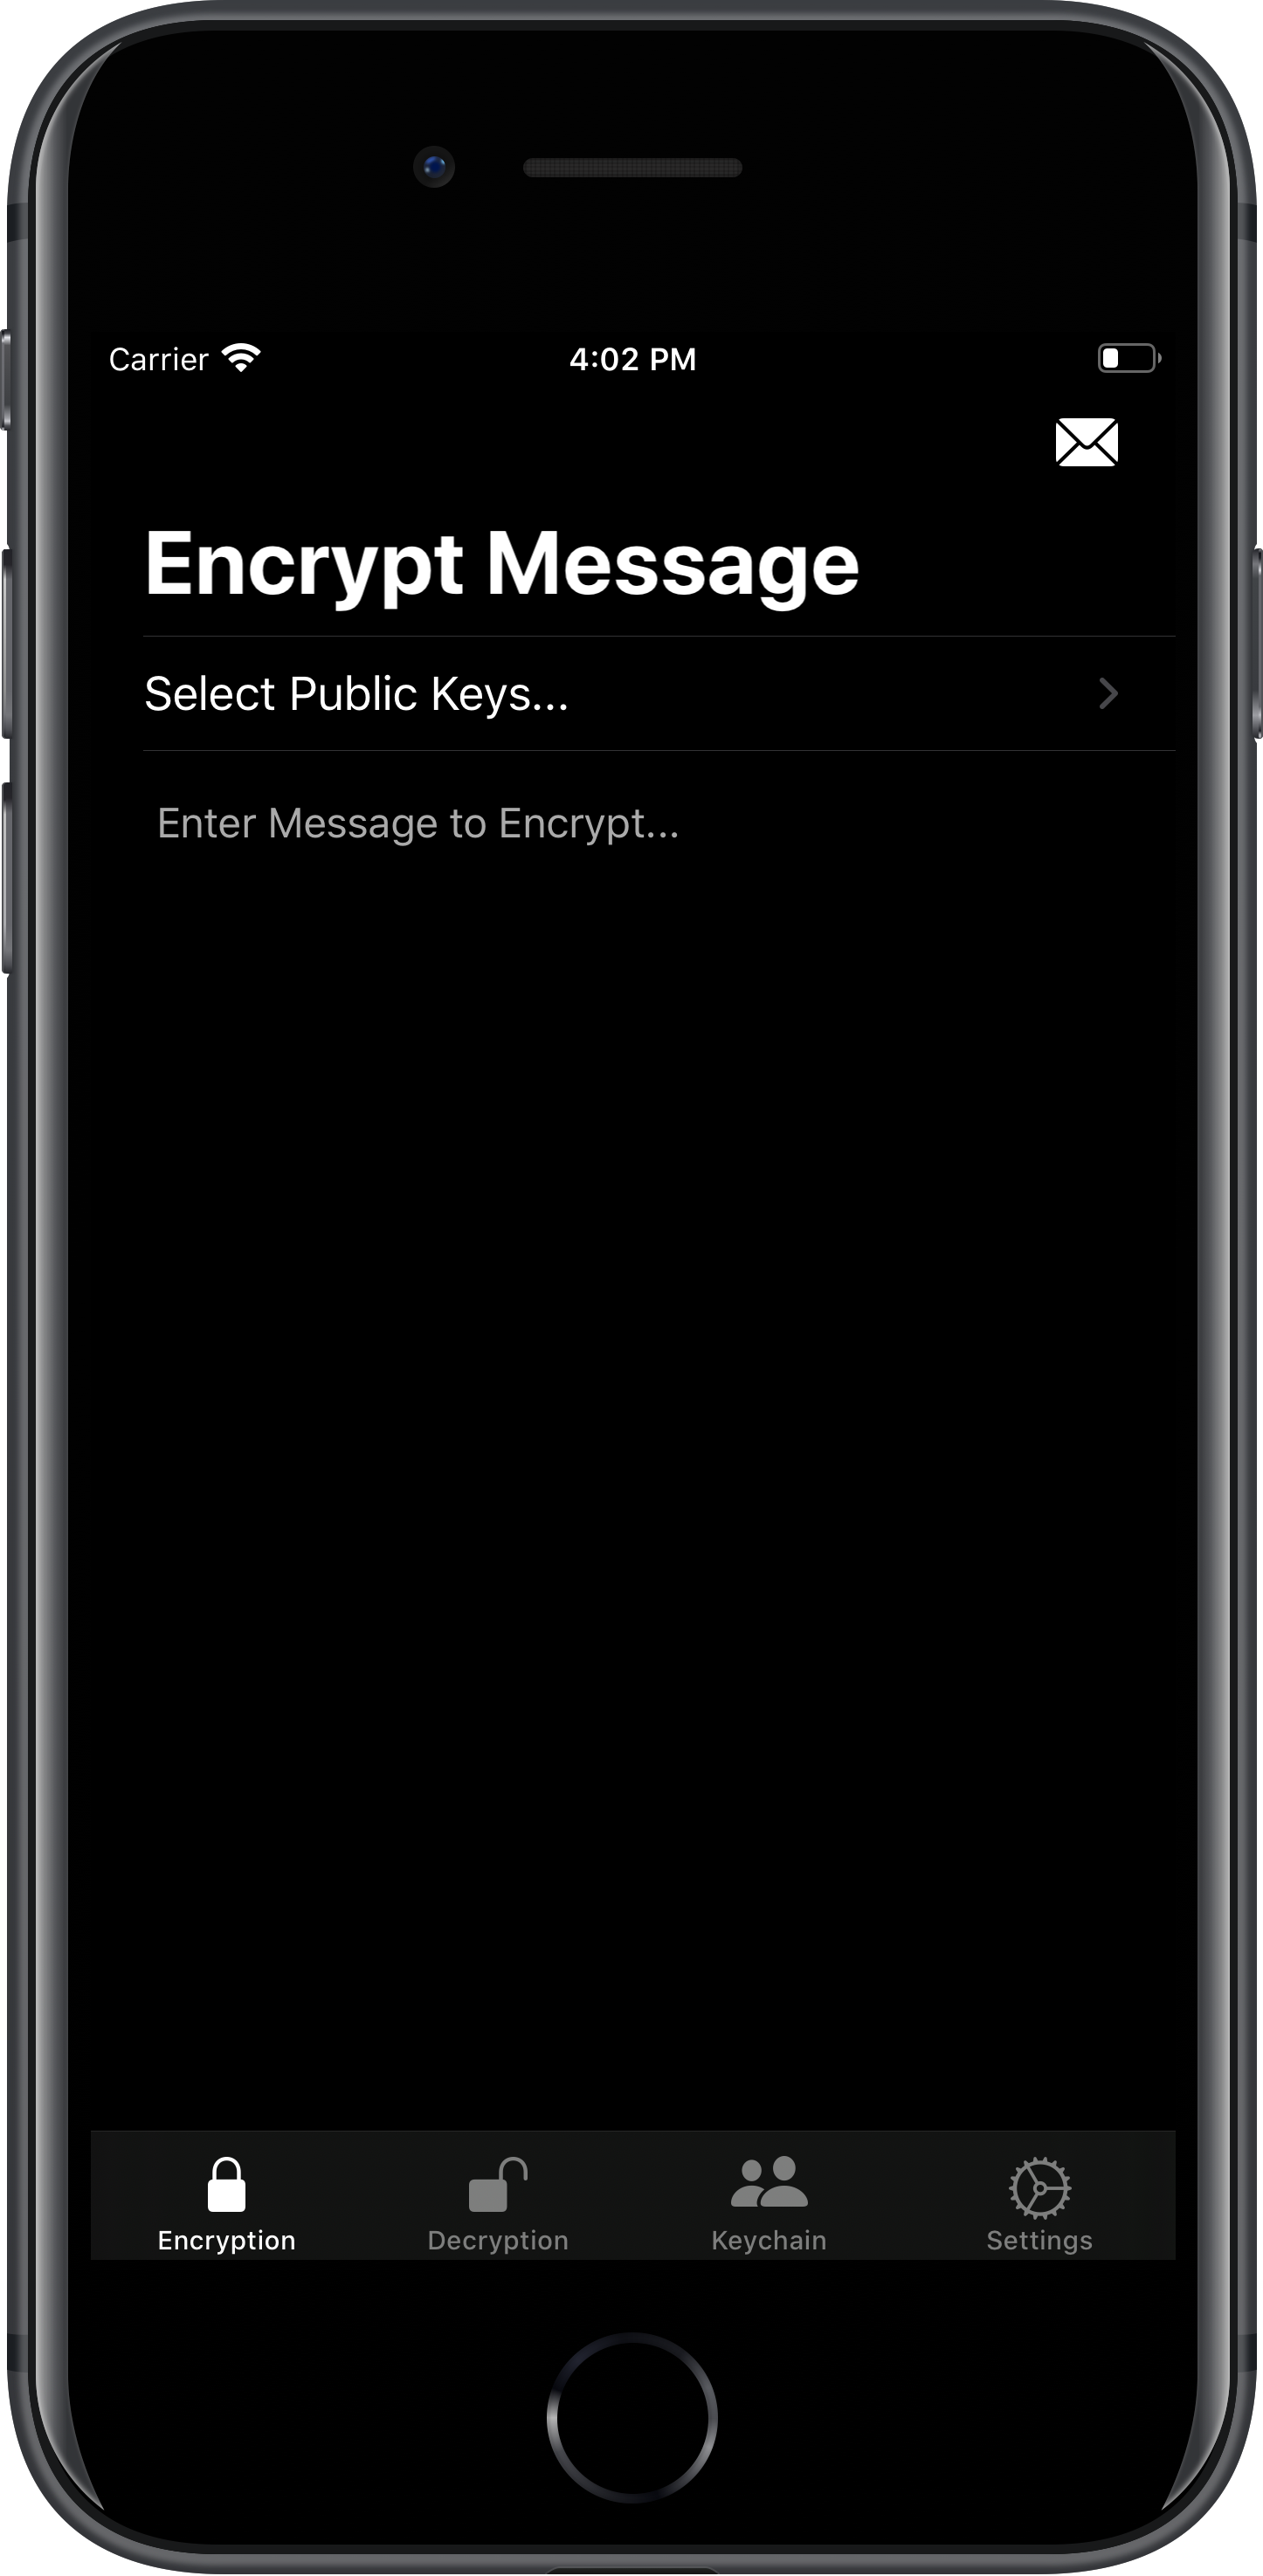 Carrier 4:02 PM
Encrypt Message
Select Public Keys...
Enter Message to Encrypt...
Encryption Decryption Keychain Settings